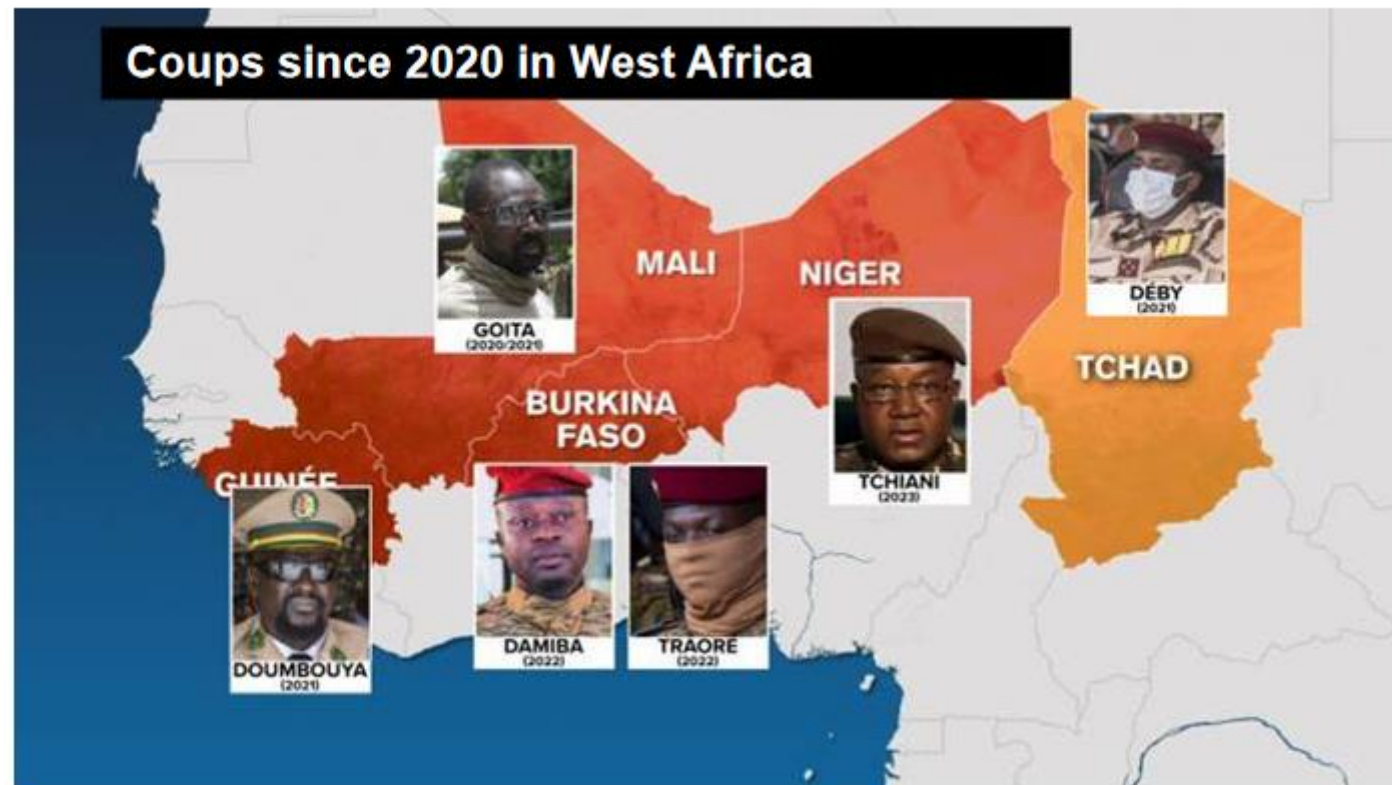 Coups since 2020 in West Africa
MALI
NIGER
BURKINA
FASO
GUINÉE
TCHAD
GOITA
(2020/2021)
DÉBY
(2021)
TCHIANI
(2023)
DOUMBOUYA
(2021)
DAMIBA
(2022)
TRAORE
(2022)